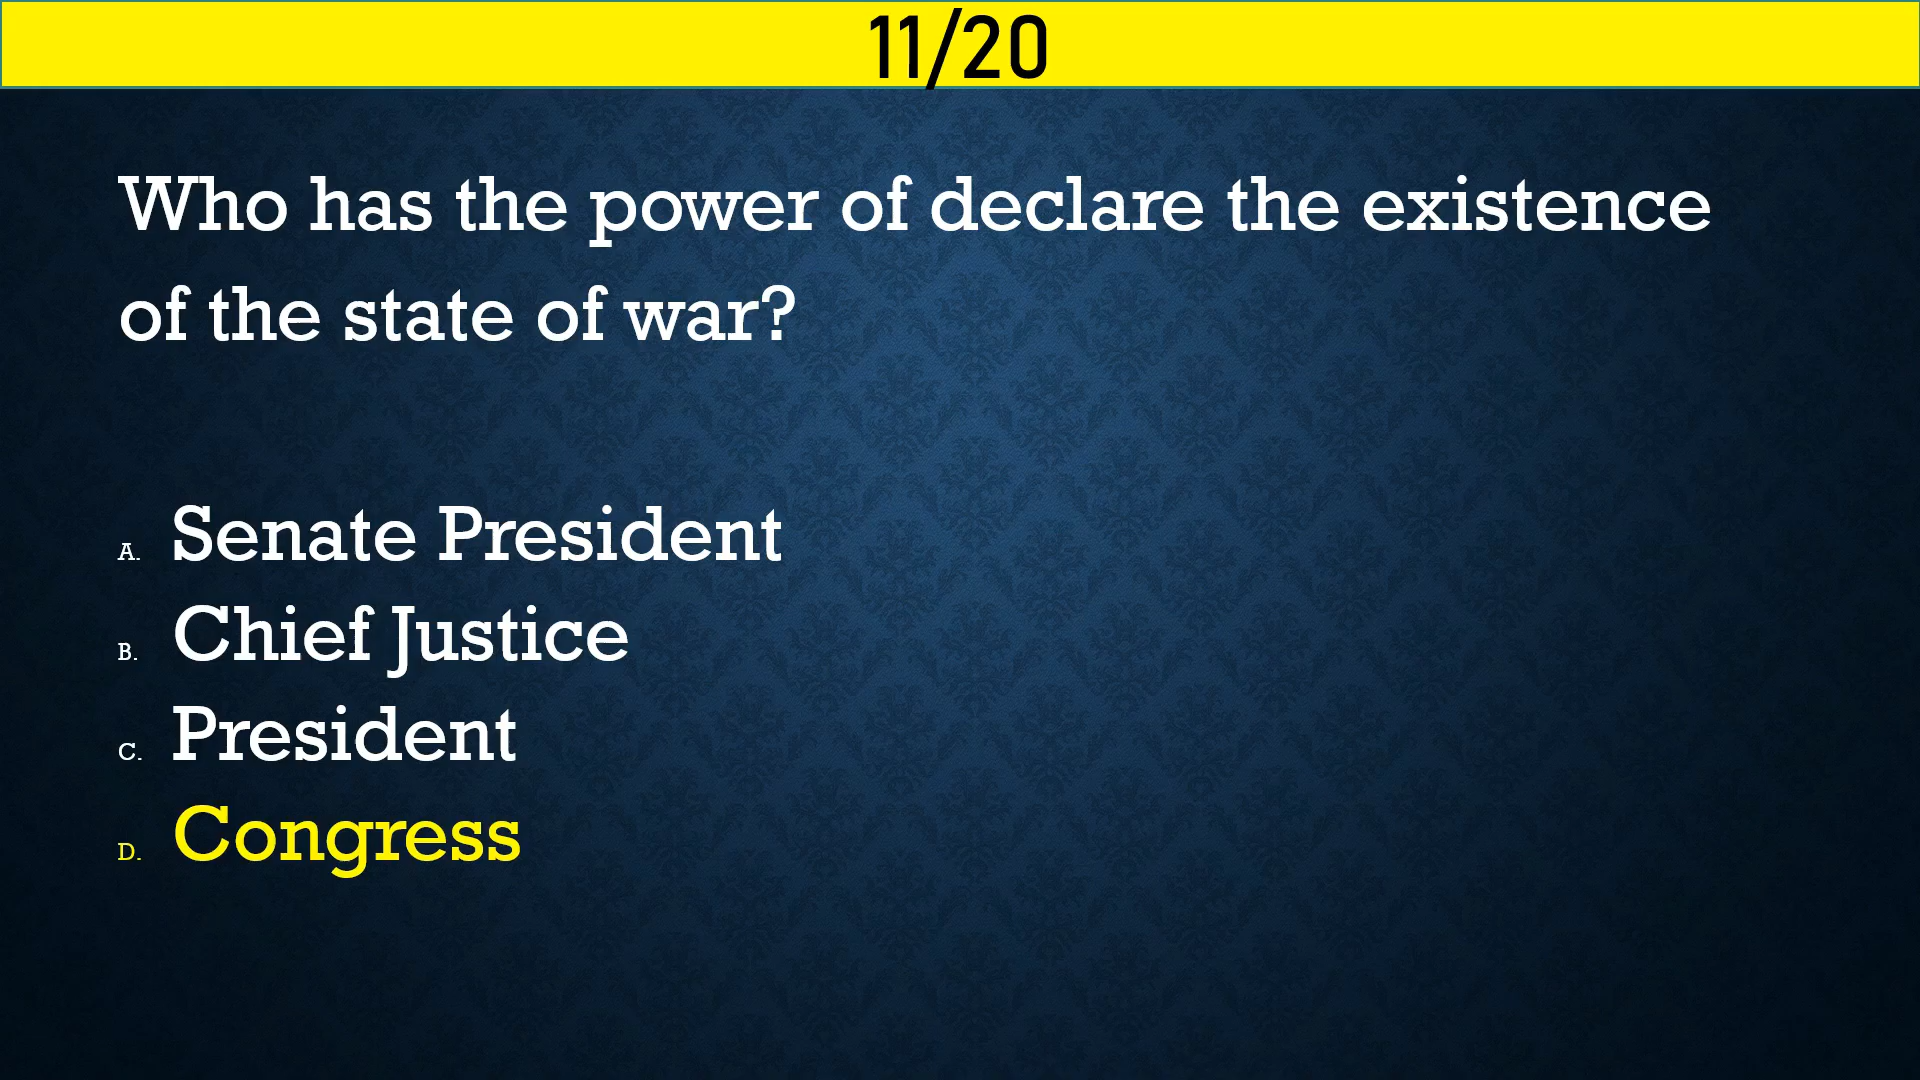 11/20
Who has the power of declare the existence
of the state of war?
A. Senate President
B. Chief Justice
C. President
D. Congress